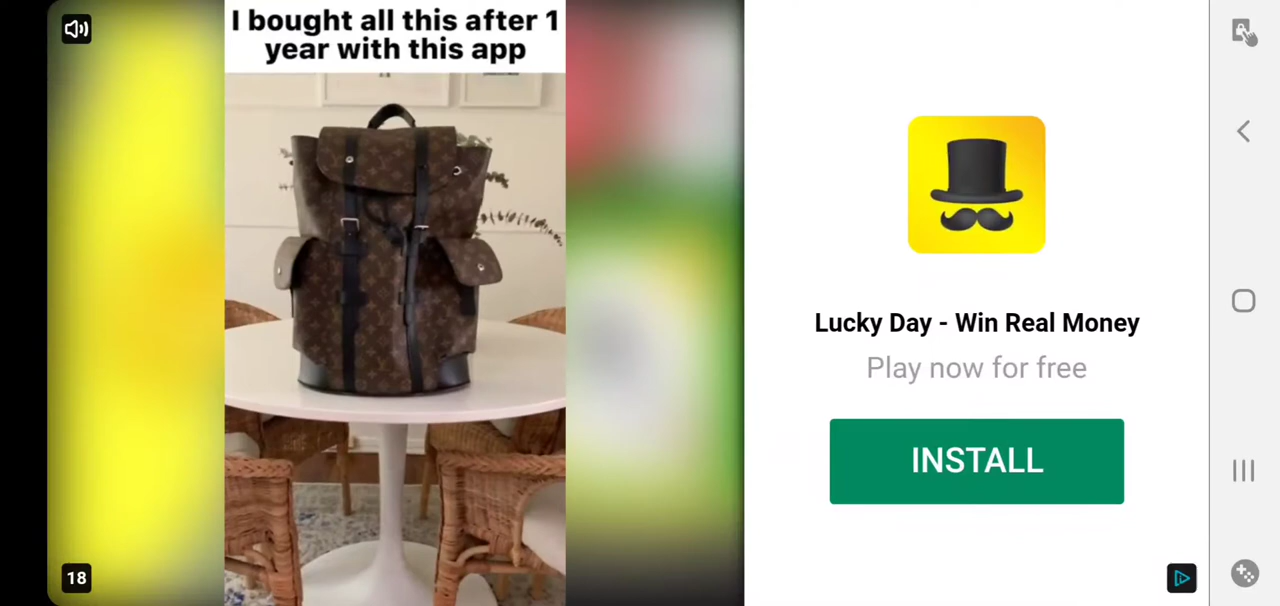 I bought all this after 1
year with this app
Lucky Day - Win Real Money
Play now for free
INSTALL
18